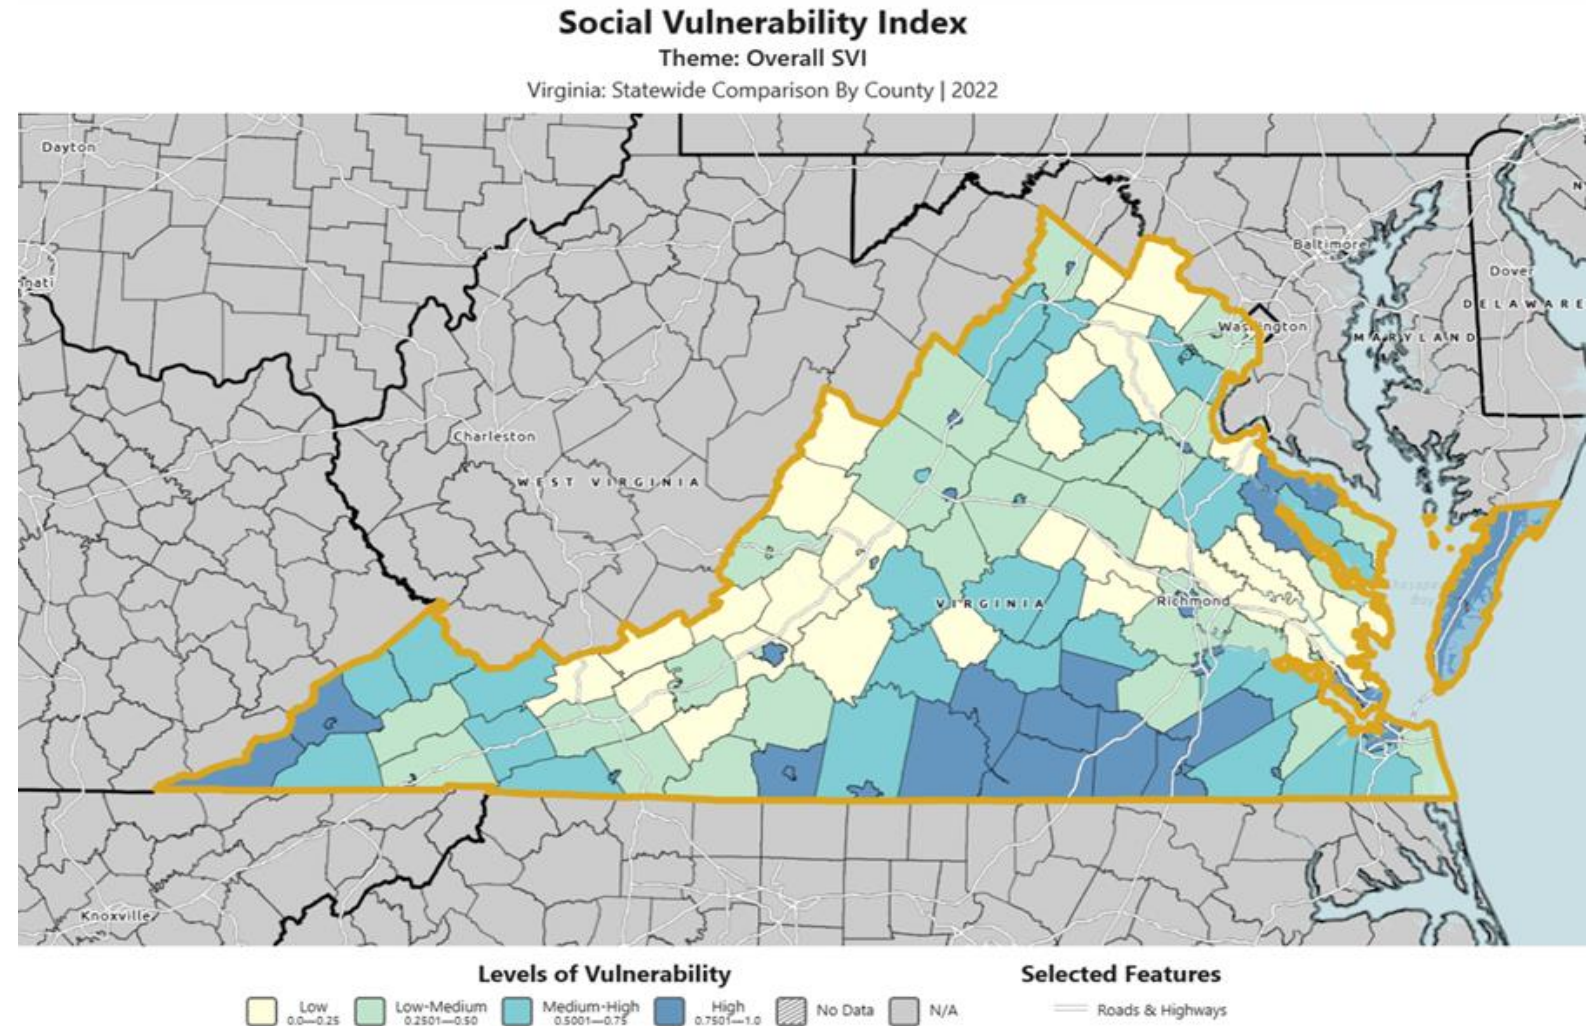 Social Vulnerability Index
Theme: Overall SVI
Virginia: Statewide Comparison By County | 2022
Dayton
N
Baltimore
nati
Dover
DELAWARE
Washington
MARYLAND
Charleston
WEST VIRGINIA
Bay
VIRGINIA
Richmond
Knoxville
Levels of Vulnerability
Selected Features
Low
0.0—0.25
Low-Medium
0.2501—0.50
Medium-High
0.5001—0.75
High
0.7501—1.0
No Data
N/A
Roads & Highways